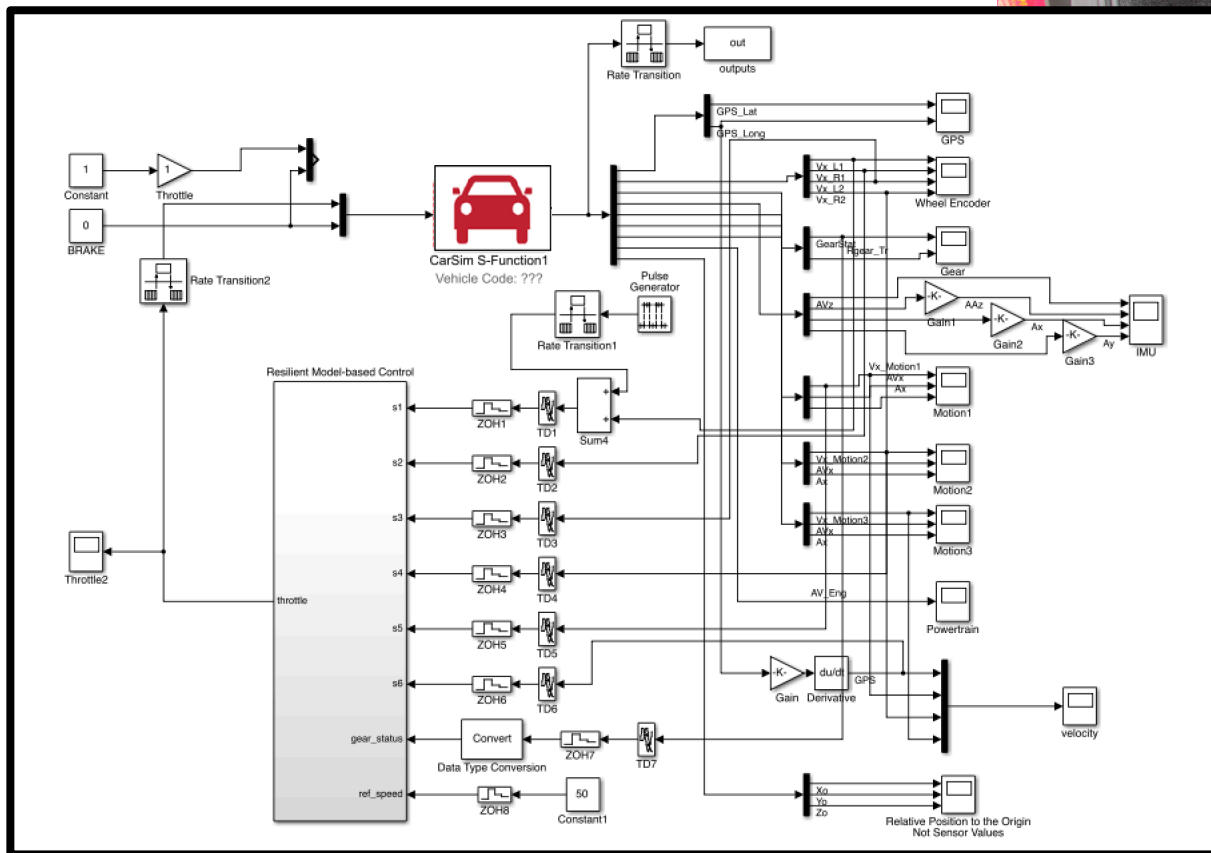 out
outputs
Rate Transition
GPS_Lat
GPS_Long
GPS
1
Constant
1
Throttle
0
BRAKE
Rate Transition2
CarSim S-Function1
Vehicle Code: ???
Vx_L1
Vx_R1
Vx_L2
Vx_R2
Wheel Encoder
GearStat
Rgear_Tr
Gear
Pulse
Generator
Rate Transition1
AVz
-K-
Gain1
AAz
-K-
Gain2
Ax
-K-
Gain3
Ay
IMU
Resilient Model-based Control
s1
ZOH1
TD1
+
+
Sum4
Vx_Motion1
AVx
Ax
Motion1
s2
ZOH2
TD2
Vx_Motion2
AVx
Ax
Motion2
s3
ZOH3
TD3
Vx_Motion3
AVx
Ax
Motion3
Throttle2
throttle
s4
ZOH4
TD4
AV_Eng
Powertrain
s5
ZOH5
TD5
s6
ZOH6
TD6
-K-
Gain
du/dt
Derivative
GPS
velocity
gear_status
Convert
Data Type Conversion
ZOH7
TD7
ref_speed
ZOH8
50
Constant1
Xo
Yo
Zo
Relative Position to the Origin
Not Sensor Values